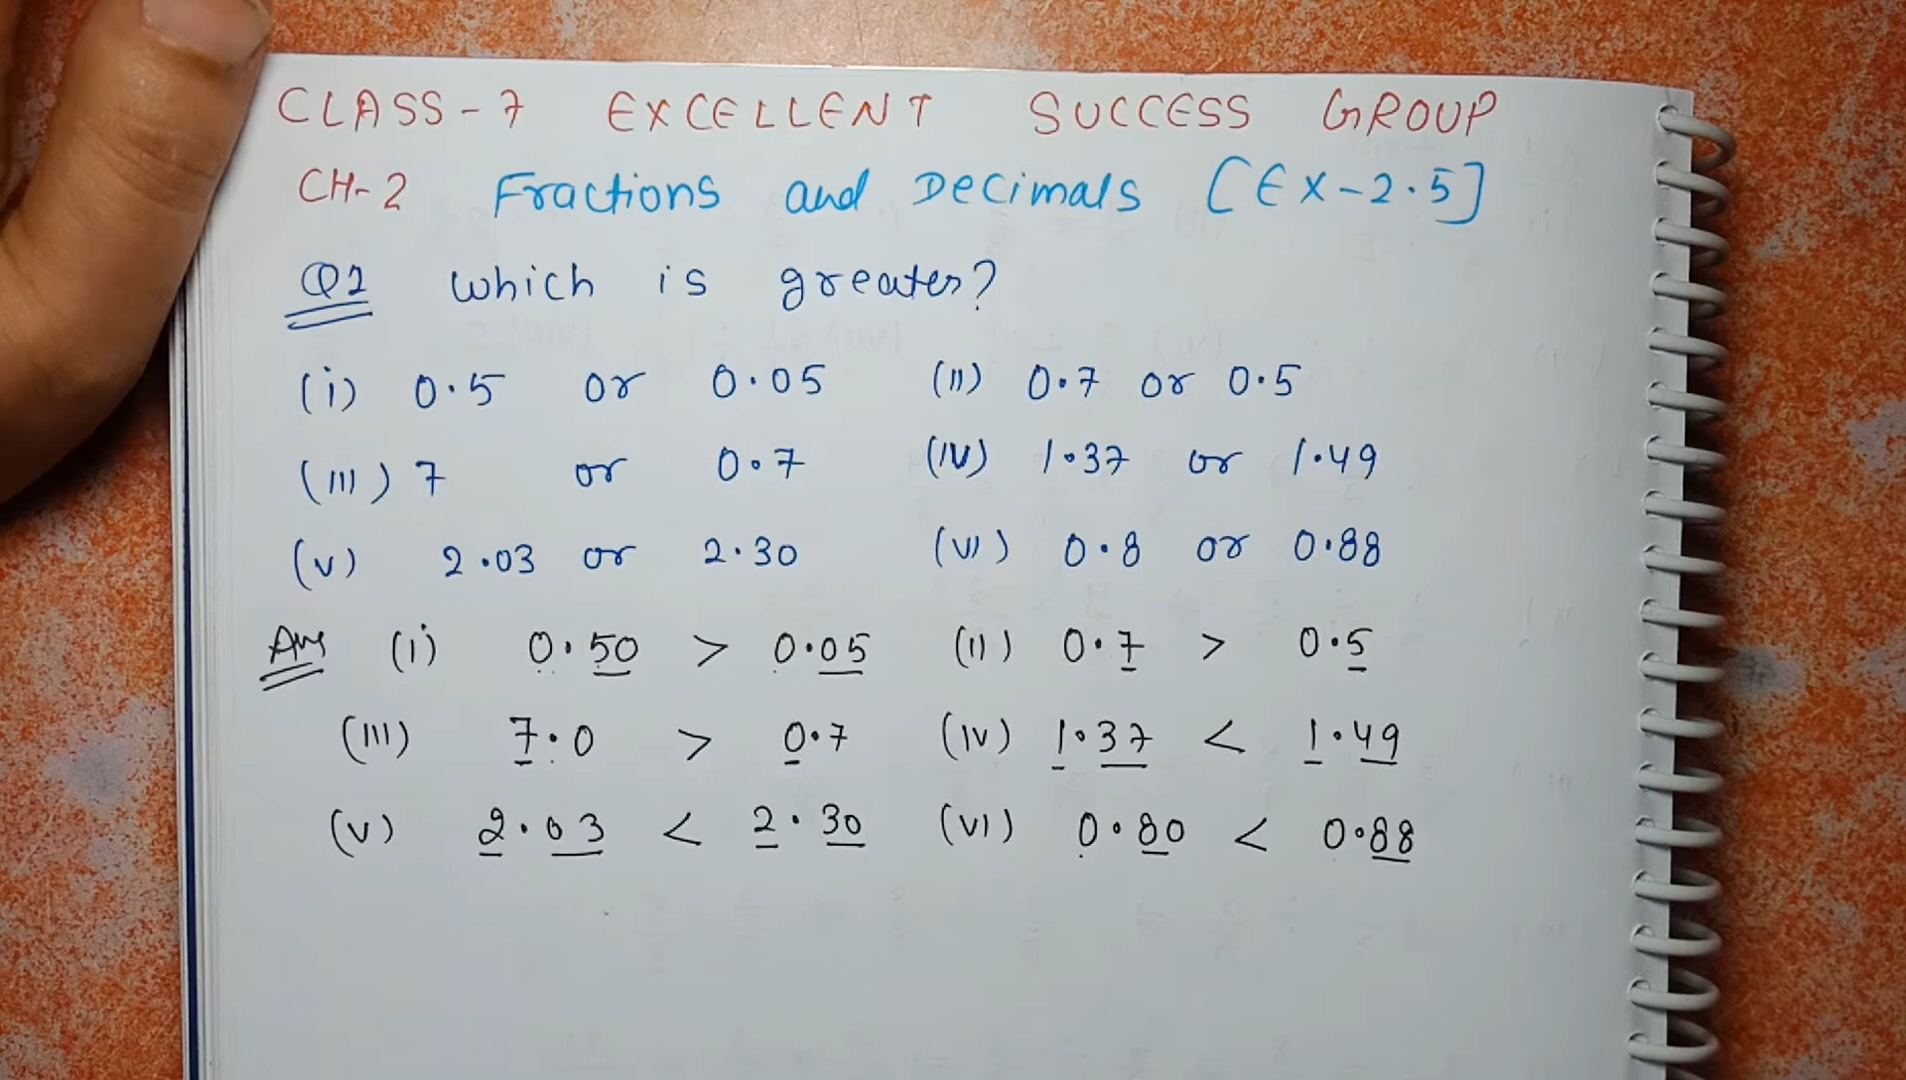 CLASS-7 EXCELLENT SUCCESS GROUP
CH-2 Fractions and Decimals [EX-2.5]
Q1 which is greater?
(i) 0.5 or 0.05 (II) 0.7 or 0.5
(III) 7 or 0.7 (IV) 1.37 or 1.49
(v) 2.03 or 2.30 (VI) 0.8 or 0.88
Ans (i) 0.50 > 0.05 (II) 0.7 > 0.5
(III) 7.0 > 0.7 (IV) 1.37 < 1.49
(v) 2.03 < 2.30 (VI) 0.80 < 0.88